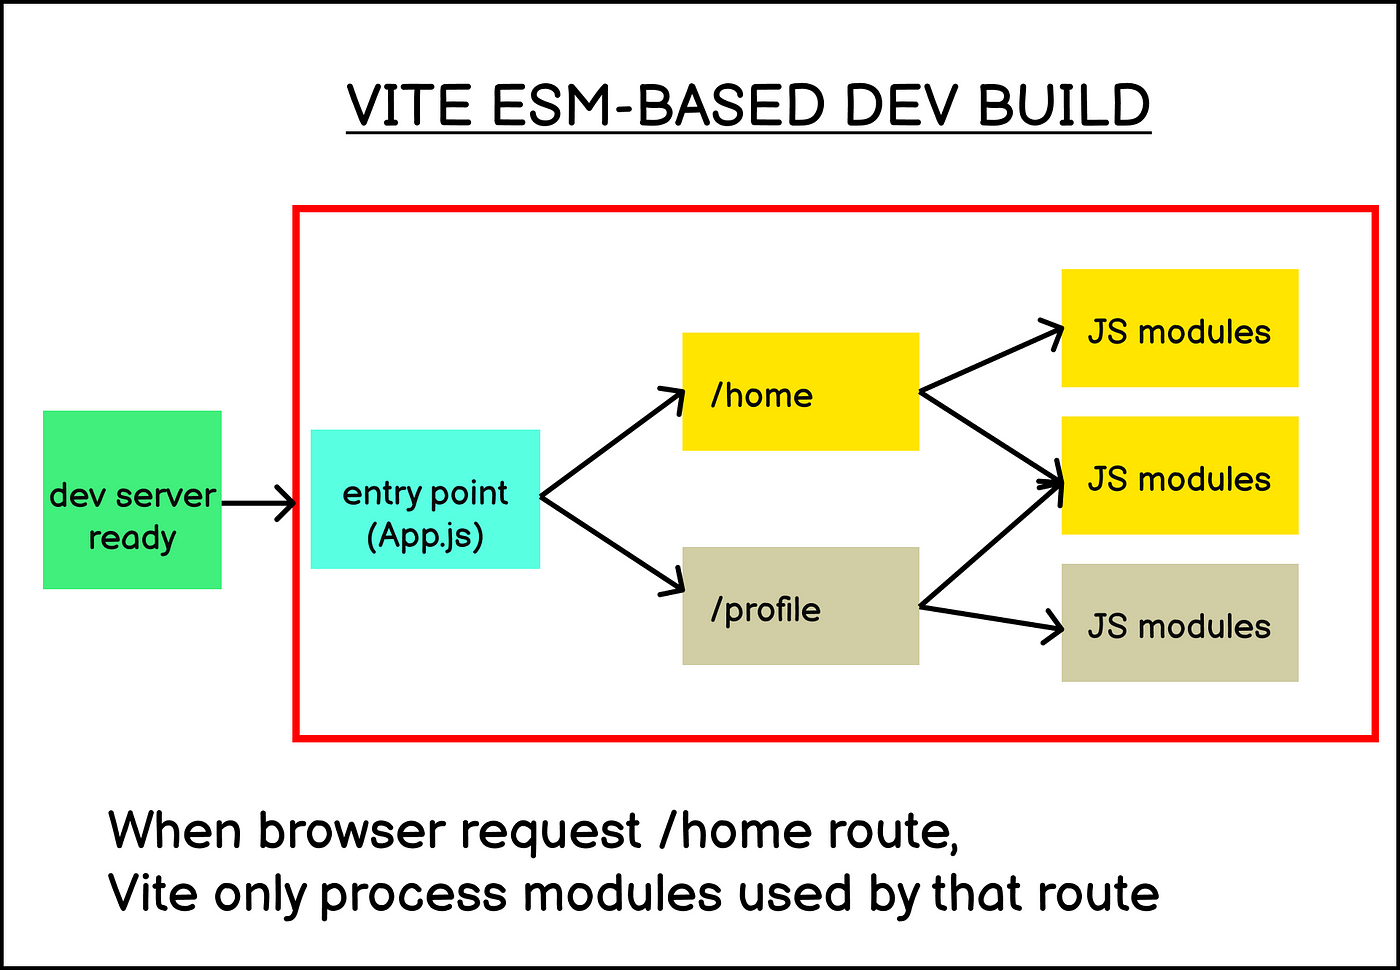 VITE ESM-BASED DEV BUILD
dev server
ready
entry point
(App.js)
/home
/profile
JS modules
JS modules
JS modules
When browser request /home route,
Vite only process modules used by that route